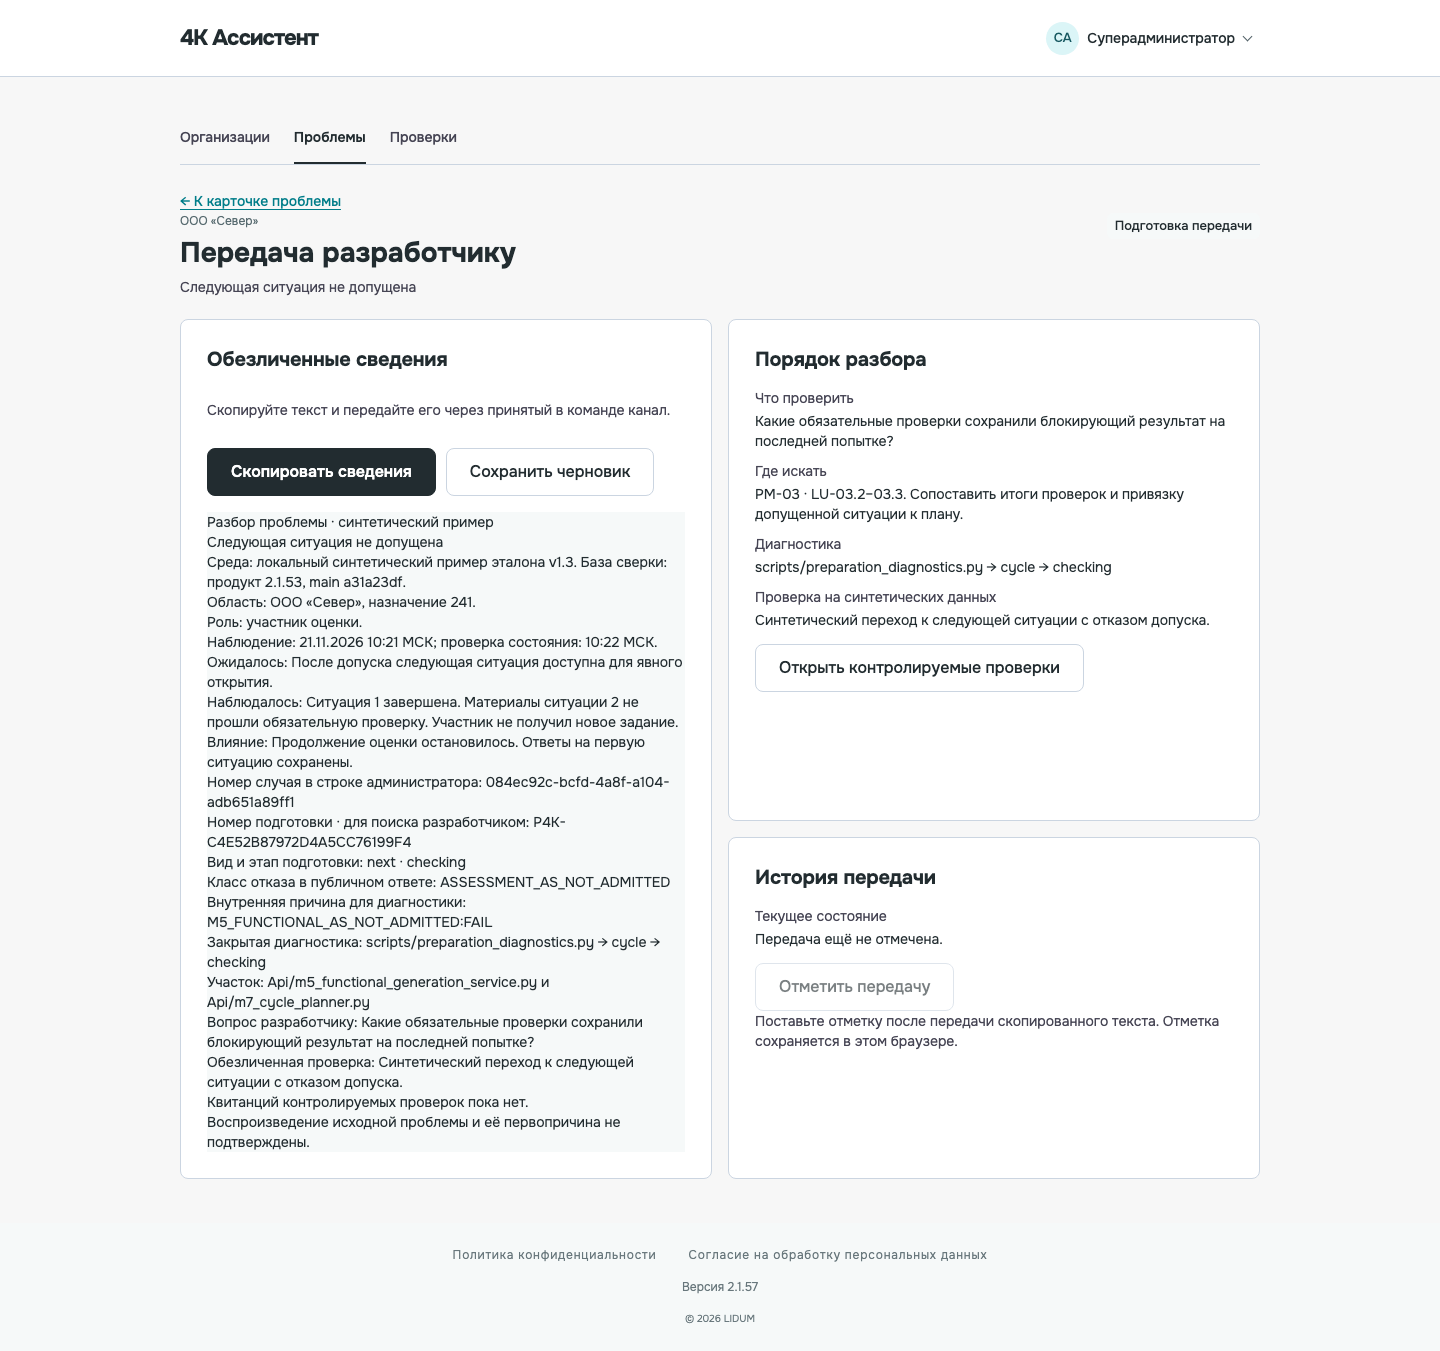 4К Ассистент
СА Суперадминистратор
Организации Проблемы Проверки
← К карточке проблемы
ООО «Север»
Подготовка передачи
Передача разработчику
Следующая ситуация не допущена
Обезличенные сведения
Скопируйте текст и передайте его через принятый в команде канал.
Скопировать сведения Сохранить черновик
Разбор проблемы · синтетический пример
Следующая ситуация не допущена
Среда: локальный синтетический пример эталона v1.3. База сверки:
продукт 2.1.53, main a31a23df.
Область: ООО «Север», назначение 241.
Роль: участник оценки.
Наблюдение: 21.11.2026 10:21 МСК; проверка состояния: 10:22 МСК.
Ожидалось: После допуска следующая ситуация доступна для явного
открытия.
Наблюдалось: Ситуация 1 завершена. Материалы ситуации 2 не
прошли обязательную проверку. Участник не получил новое задание.
Влияние: Продолжение оценки остановилось. Ответы на первую
ситуацию сохранены.
Номер случая в строке администратора: 084ec92c-bcfd-4a8f-a104-
adb651a89ff1
Номер подготовки · для поиска разработчиком: P4K-
C4E52B87972D4A5CC76199F4
Вид и этап подготовки: next · checking
Класс отказа в публичном ответе: ASSESSMENT_AS_NOT_ADMITTED
Внутренняя причина для диагностики:
M5_FUNCTIONAL_AS_NOT_ADMITTED:FAIL
Закрытая диагностика: scripts/preparation_diagnostics.py → cycle →
checking
Участок: Api/m5_functional_generation_service.py и
Api/m7_cycle_planner.py
Вопрос разработчику: Какие обязательные проверки сохранили
блокирующий результат на последней попытке?
Обезличенная проверка: Синтетический переход к следующей
ситуации с отказом допуска.
Квитанций контролируемых проверок пока нет.
Воспроизведение исходной проблемы и её первопричина не
подтверждены.
Порядок разбора
Что проверить
Какие обязательные проверки сохранили блокирующий результат на
последней попытке?
Где искать
PM-03 · LU-03.2–03.3. Сопоставить итоги проверок и привязку
допущенной ситуации к плану.
Диагностика
scripts/preparation_diagnostics.py → cycle → checking
Проверка на синтетических данных
Синтетический переход к следующей ситуации с отказом допуска.
Открыть контролируемые проверки
История передачи
Текущее состояние
Передача ещё не отмечена.
Отметить передачу
Поставьте отметку после передачи скопированного текста. Отметка
сохраняется в этом браузере.
Политика конфиденциальности Согласие на обработку персональных данных
Версия 2.1.57
© 2026 LIDUM